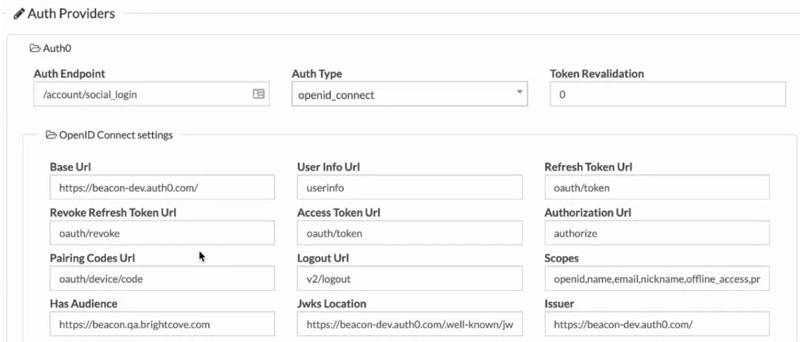 Auth Providers
Auth0
Auth Endpoint Auth Type Token Revalidation
/account/social_login openid_connect 0
OpenID Connect settings
Base Url User Info Url Refresh Token Url
https://beacon-dev.auth0.com/ userinfo oauth/token
Revoke Refresh Token Url Access Token Url Authorization Url
oauth/revoke oauth/token authorize
Pairing Codes Url Logout Url Scopes
oauth/device/code v2/logout openid,name,email,nickname,offline_access,pr
Has Audience Jwks Location Issuer
https://beacon.qa.brightcove.com https://beacon-dev.auth0.com/.well-known/jw https://beacon-dev.auth0.com/